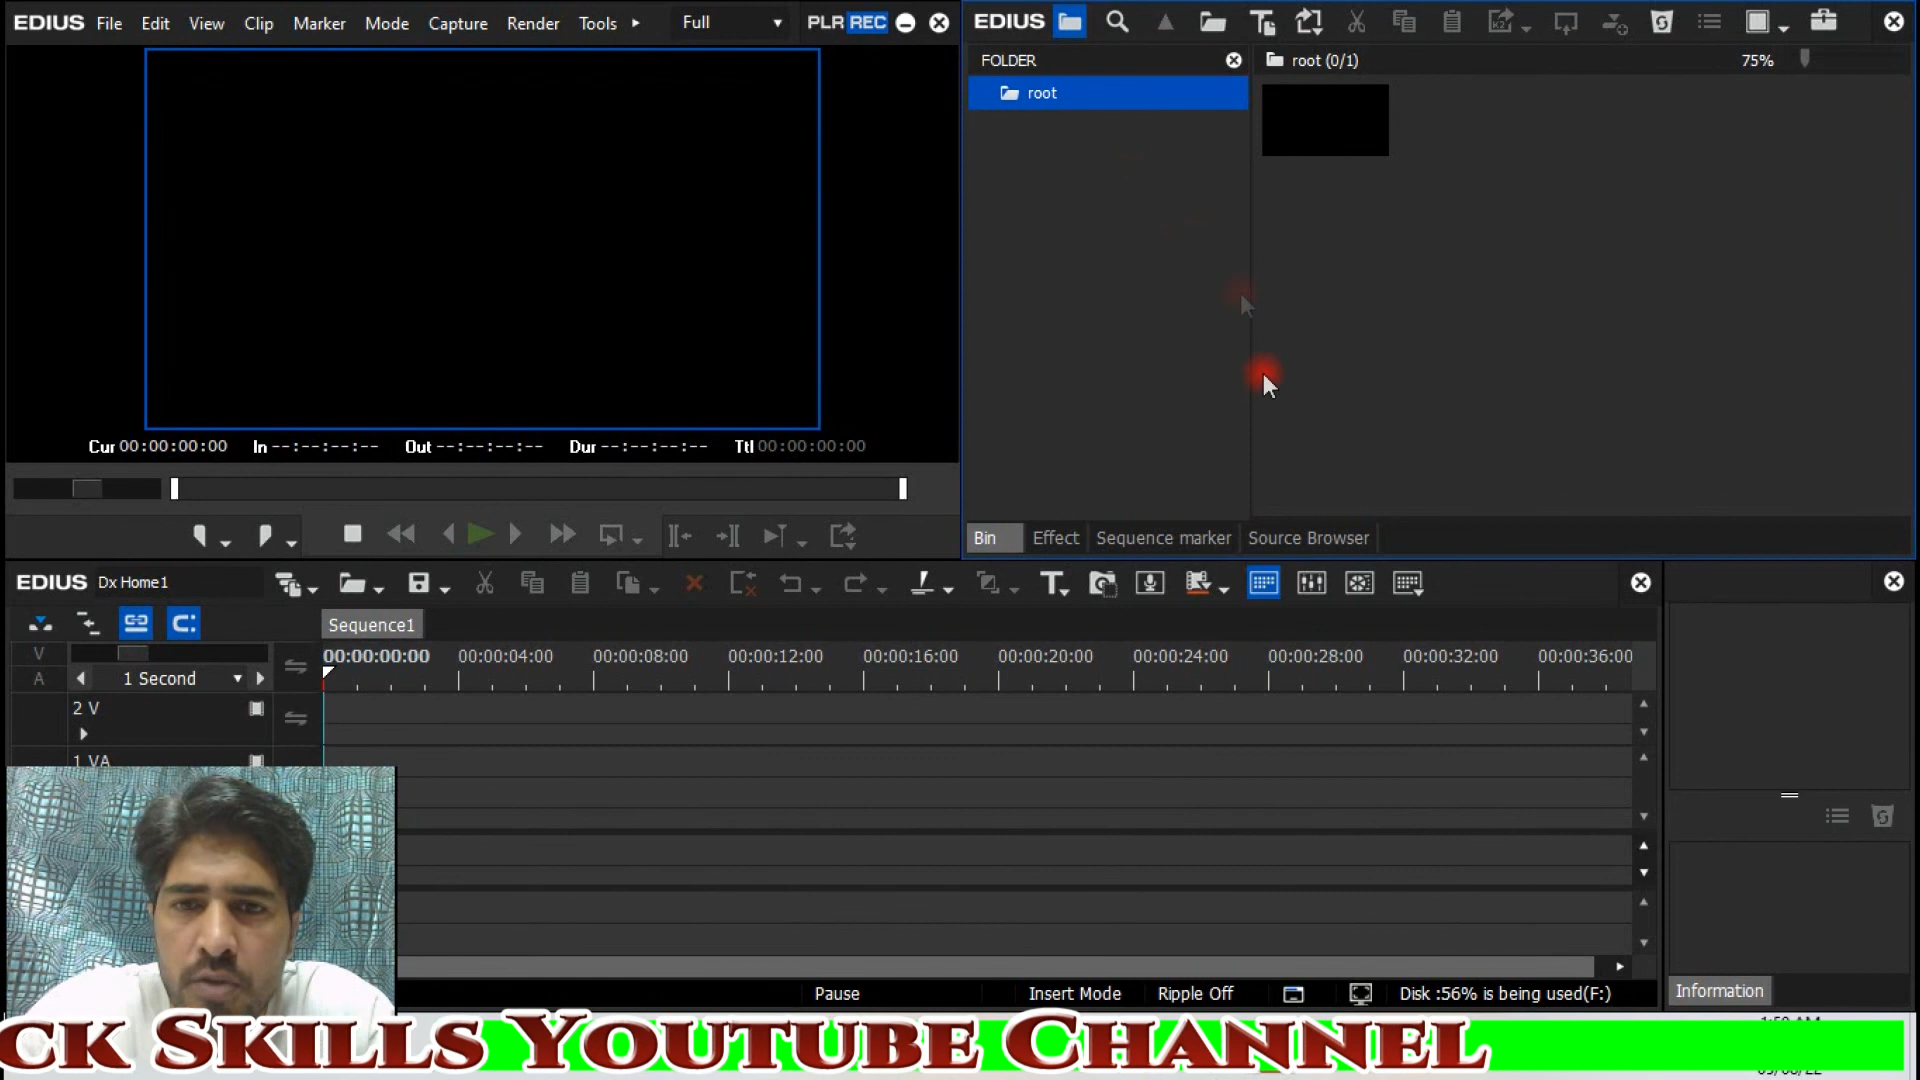 EDIUS File Edit View Clip Marker Mode Capture Render Tools Full PLR REC
Cur 00:00:00:00 In --:--:--:-- Out --:--:--:-- Dur --:--:--:-- Ttl 00:00:00:00
EDIUS
FOLDER
root (0/1)
75%
root
Bin Effect Sequence marker Source Browser
EDIUS Dx Home1
Sequence1
V
A
1 Second
00:00:00:00 00:00:04:00 00:00:08:00 00:00:12:00 00:00:16:00 00:00:20:00 00:00:24:00 00:00:28:00 00:00:32:00 00:00:36:00
2 V
1 VA
Pause Insert Mode Ripple Off Disk :56% is being used(F:)
Information
CK SKILLS YOUTUBE CHANNEL